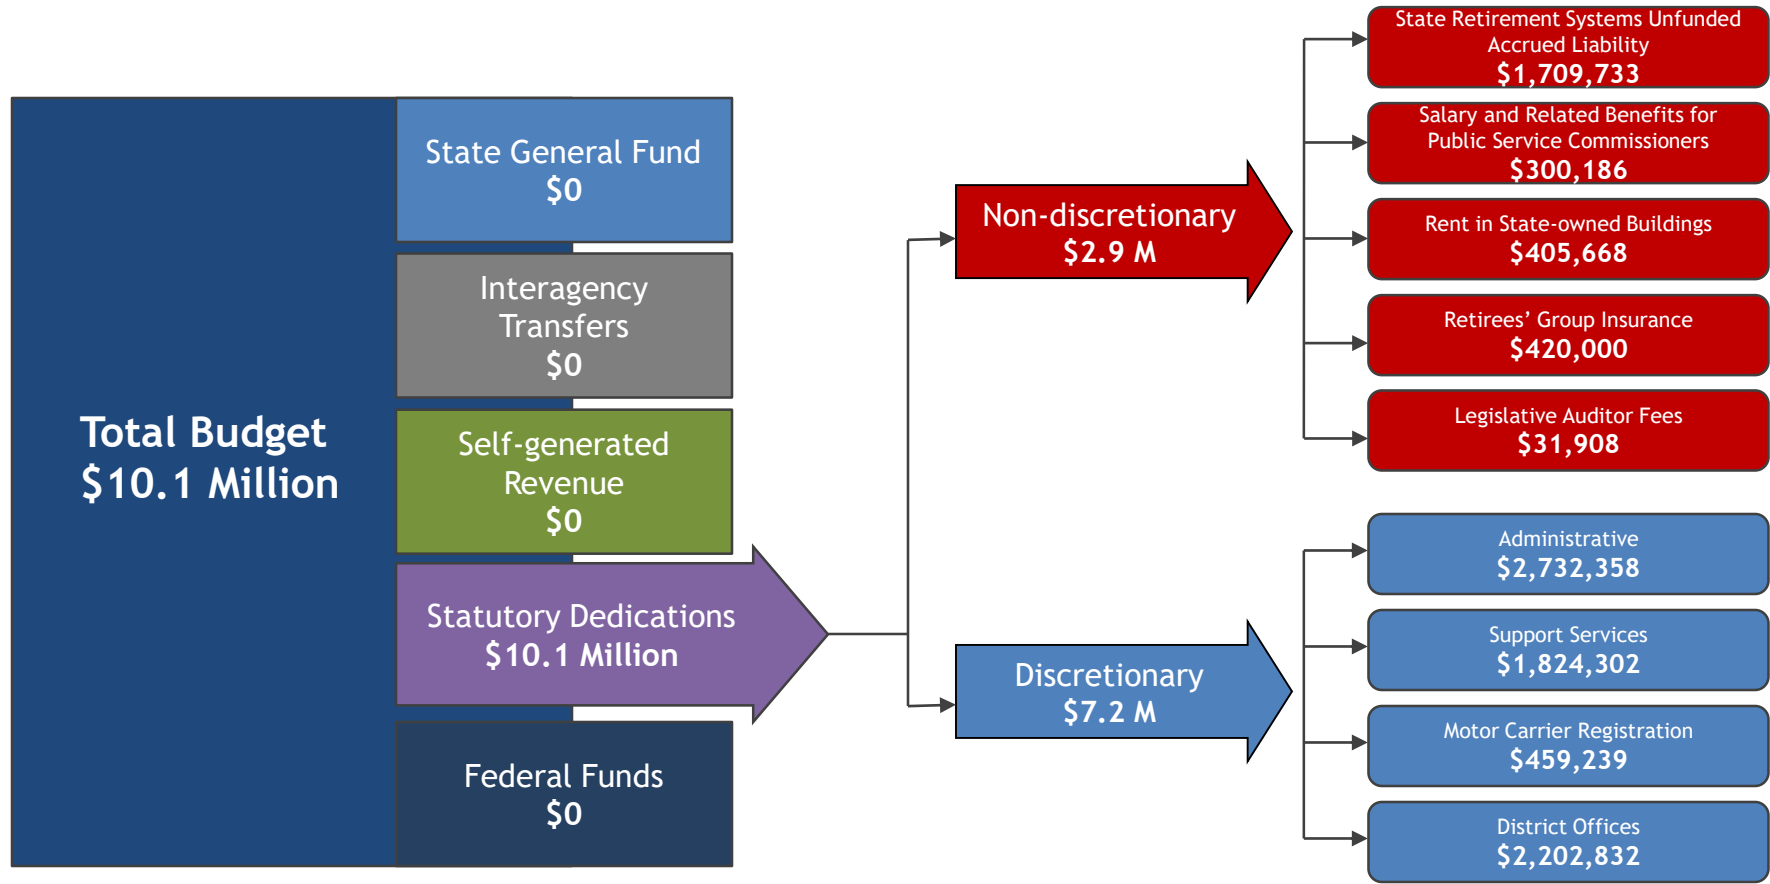 Total Budget
$10.1 Million
State General Fund
$0
Interagency
Transfers
$0
Self-generated
Revenue
$0
Statutory Dedications
$10.1 Million
Federal Funds
$0
Non-discretionary
$2.9 M
Discretionary
$7.2 M
State Retirement Systems Unfunded
Accrued Liability
$1,709,733
Salary and Related Benefits for
Public Service Commissioners
$300,186
Rent in State-owned Buildings
$405,668
Retirees’ Group Insurance
$420,000
Legislative Auditor Fees
$31,908
Administrative
$2,732,358
Support Services
$1,824,302
Motor Carrier Registration
$459,239
District Offices
$2,202,832